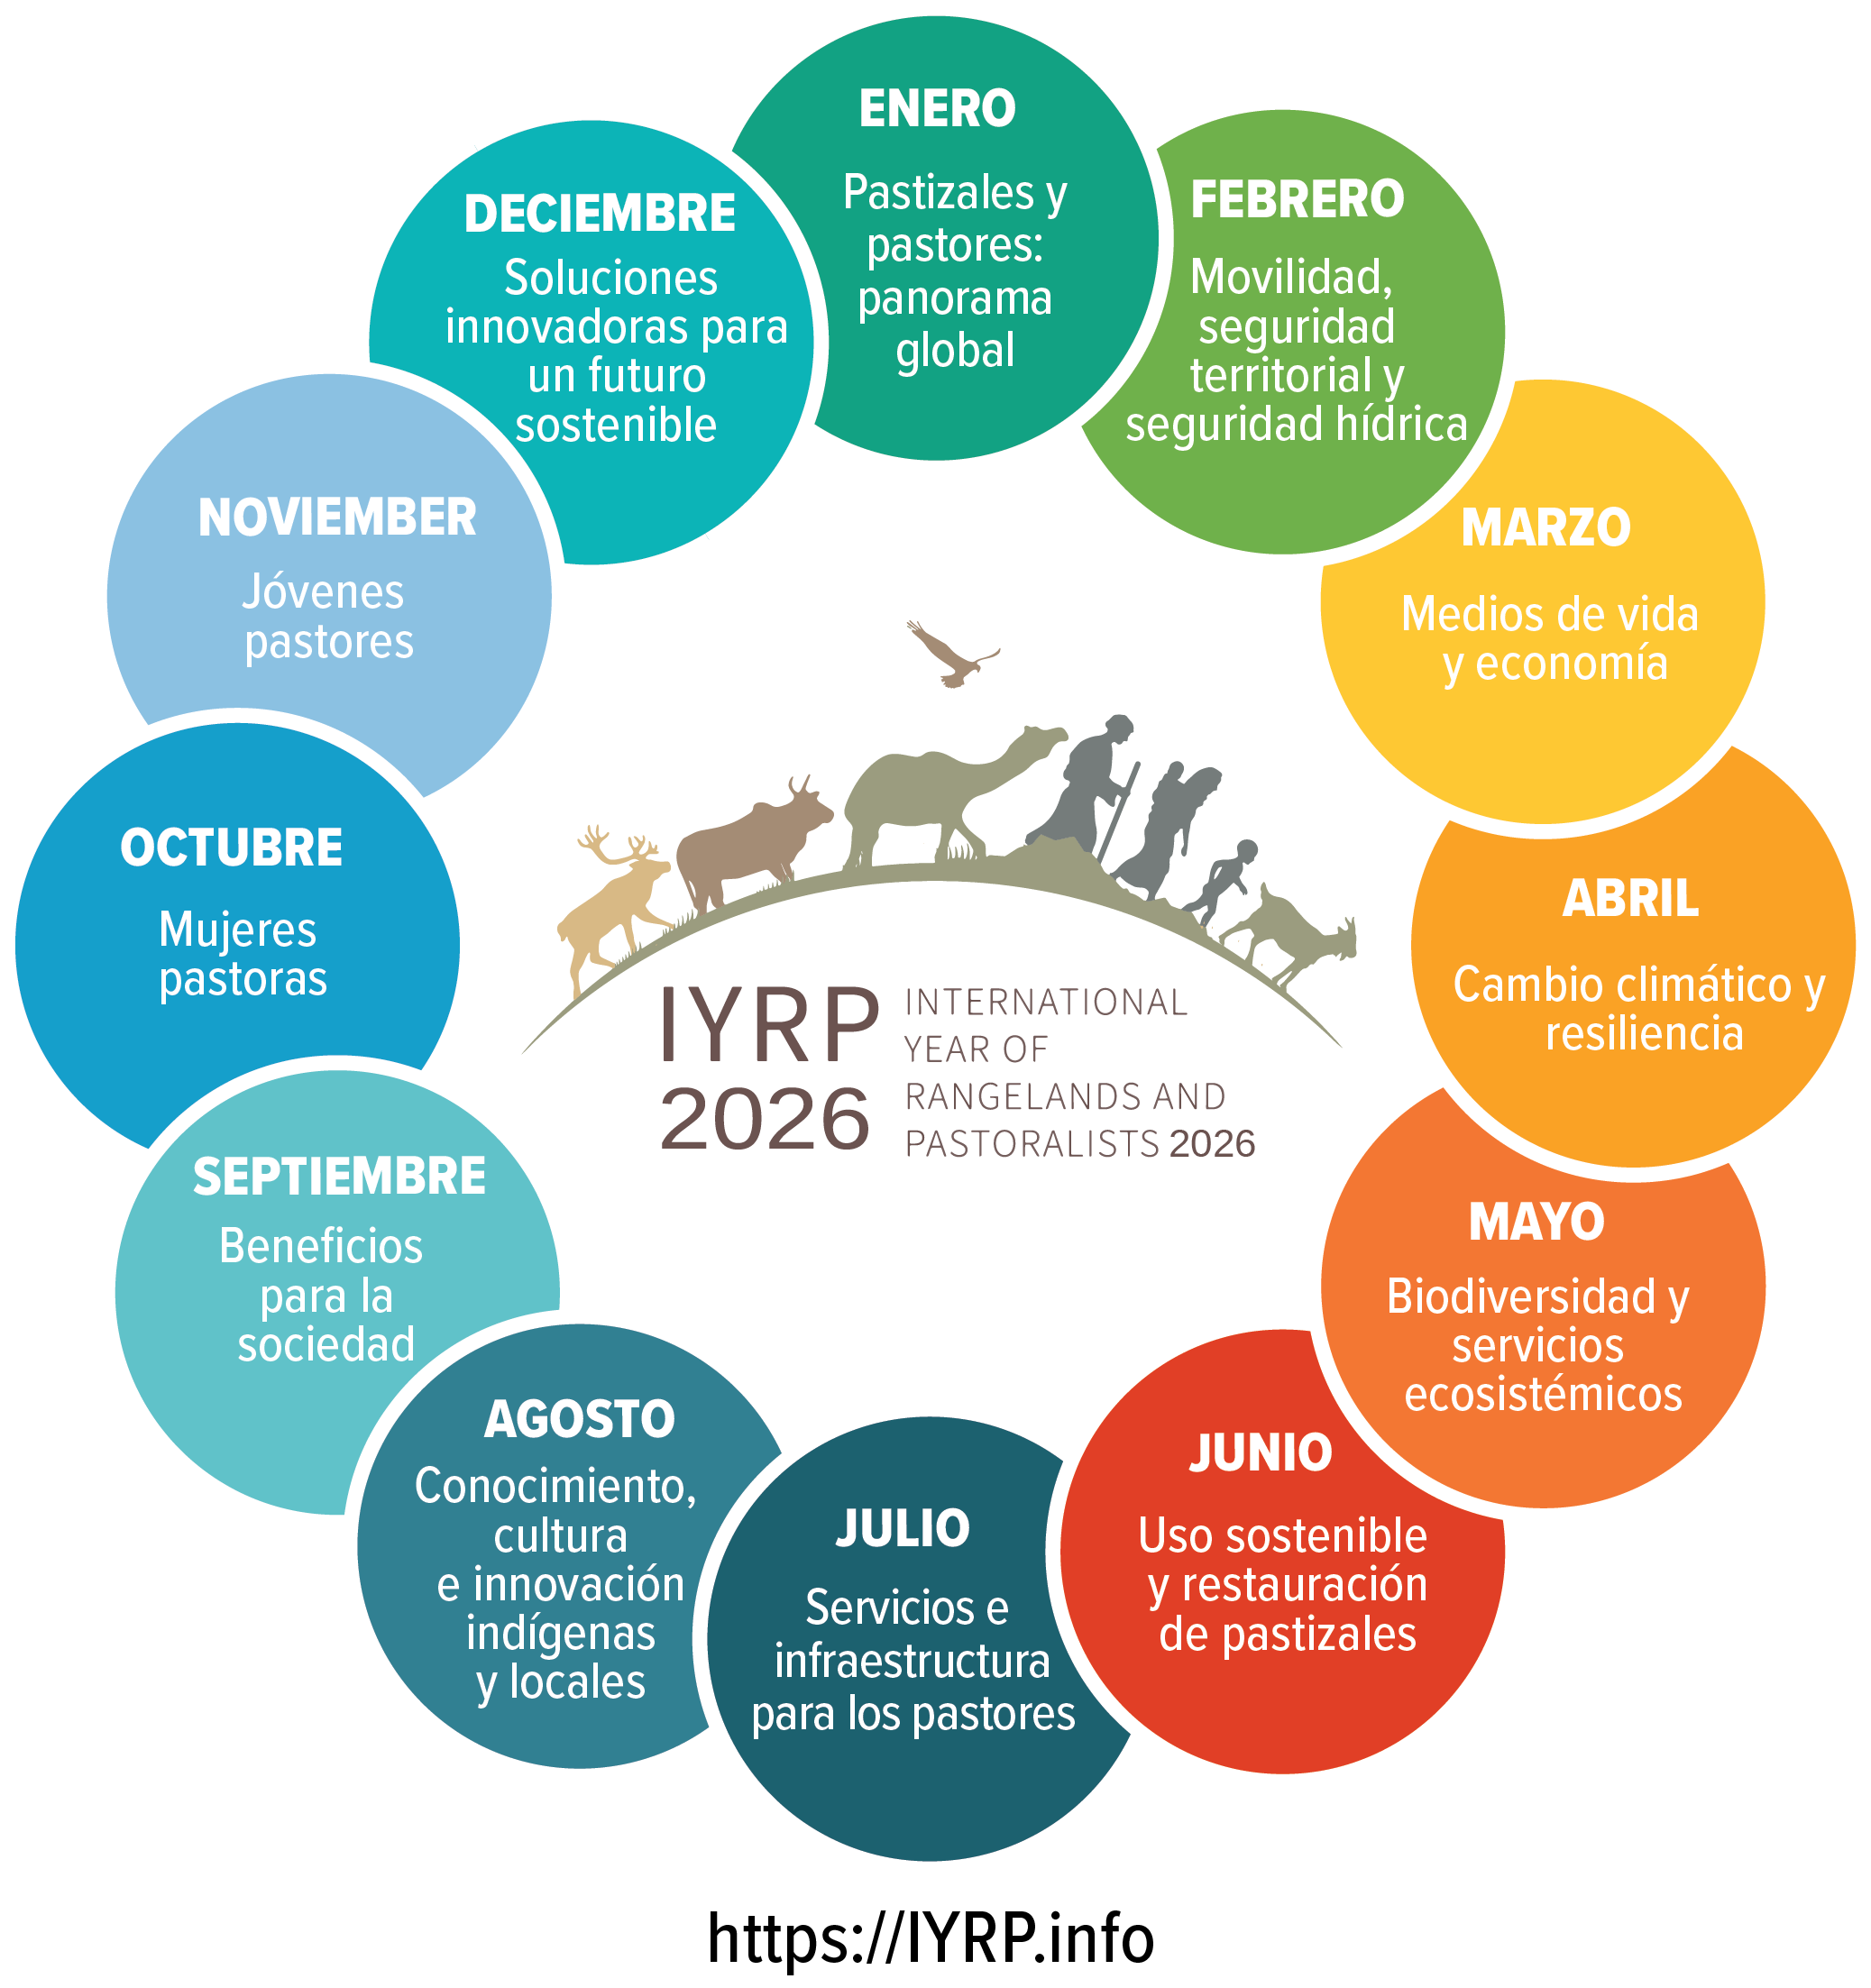 ENERO
Pastizales y
pastores:
panorama
global
FEBRERO
Movilidad,
seguridad
territorial y
seguridad hídrica
MARZO
Medios de vida
y economía
ABRIL
Cambio climático y
resiliencia
MAYO
Biodiversidad y
servicios
ecosistémicos
JUNIO
Uso sostenible
y restauración
de pastizales
JULIO
Servicios e
infraestructura
para los pastores
AGOSTO
Conocimiento,
cultura
e innovación
indígenas
y locales
SEPTIEMBRE
Beneficios
para la
sociedad
OCTUBRE
Mujeres
pastoras
NOVIEMBER
Jóvenes
pastores
DECIEMBRE
Soluciones
innovadoras para
un futuro
sostenible
IYRP
2026
INTERNATIONAL
YEAR OF
RANGELANDS AND
PASTORALISTS 2026
https://IYRP.info